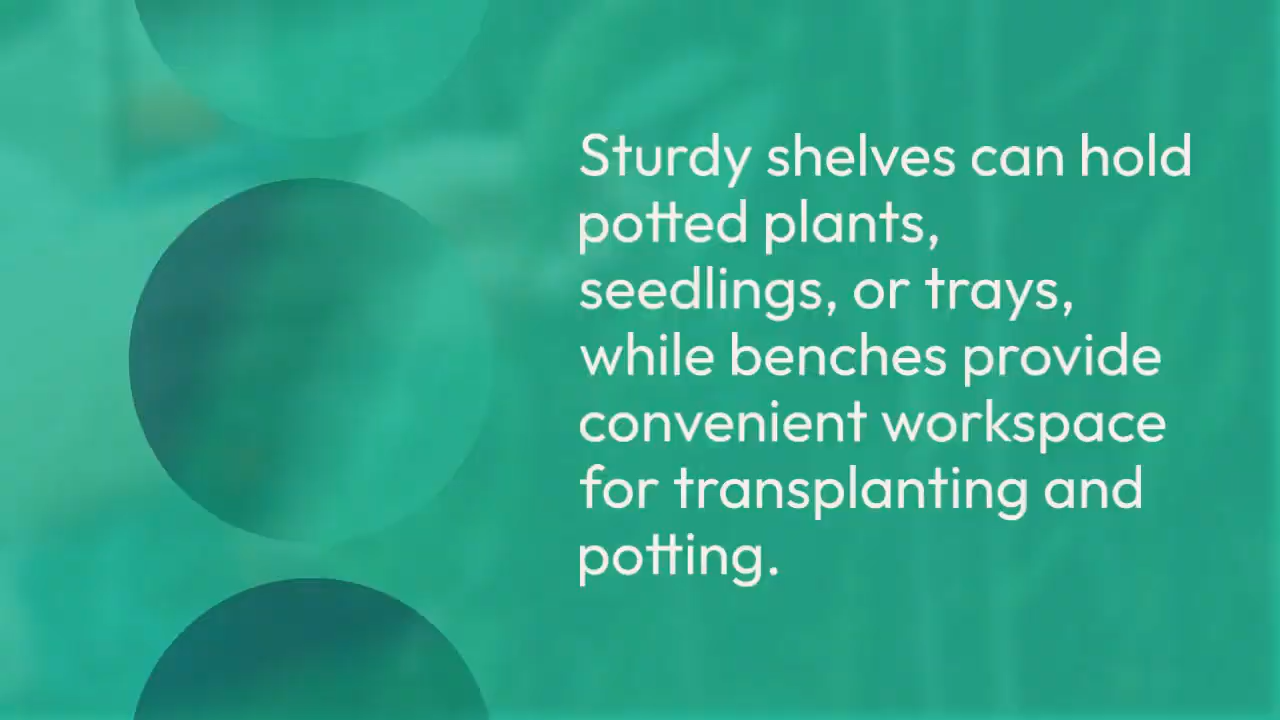 Sturdy shelves can hold
potted plants,
seedlings, or trays,
while benches provide
convenient workspace
for transplanting and
potting.